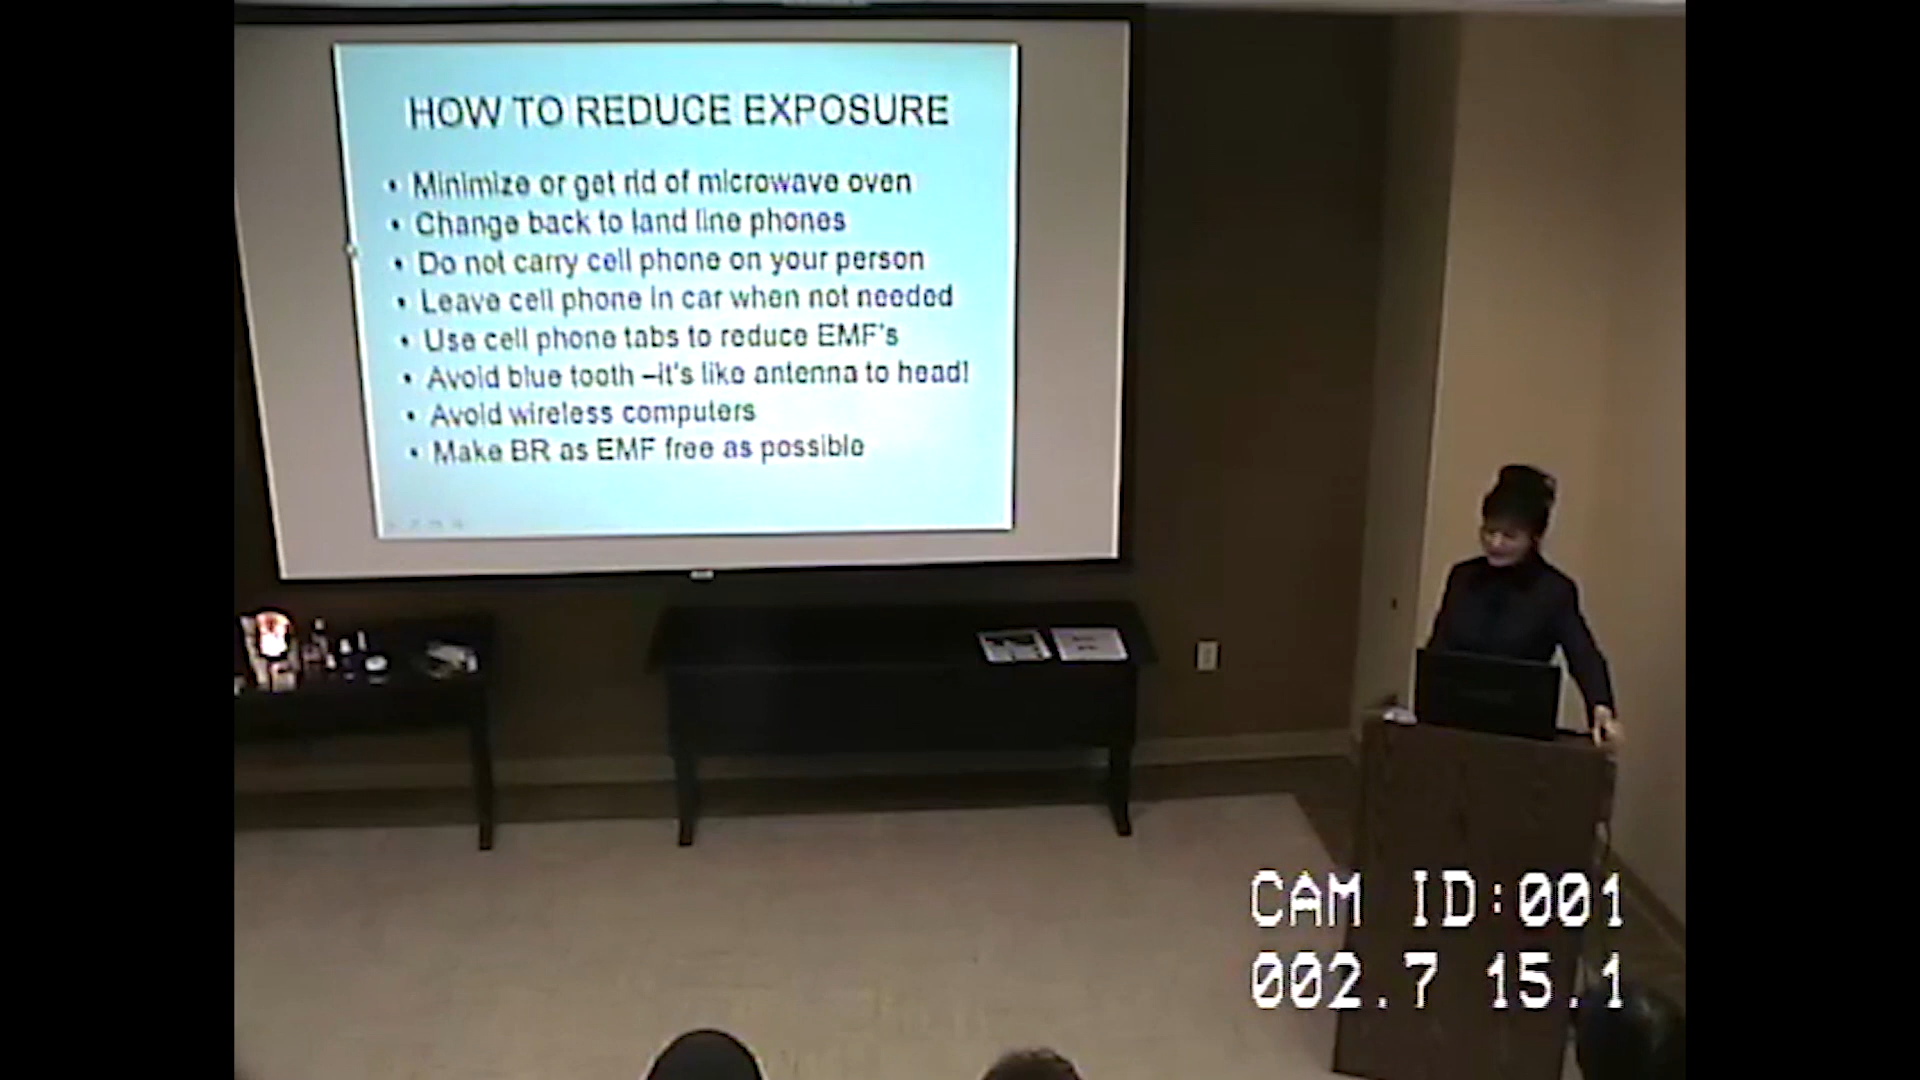 HOW TO REDUCE EXPOSURE
• Minimize or get rid of microwave oven
• Change back to land line phones
• Do not carry cell phone on your person
• Leave cell phone in car when not needed
• Use cell phone tabs to reduce EMF's
• Avoid blue tooth –it's like antenna to head!
• Avoid wireless computers
• Make BR as EMF free as possible
CAM ID:001
002.7 15.1